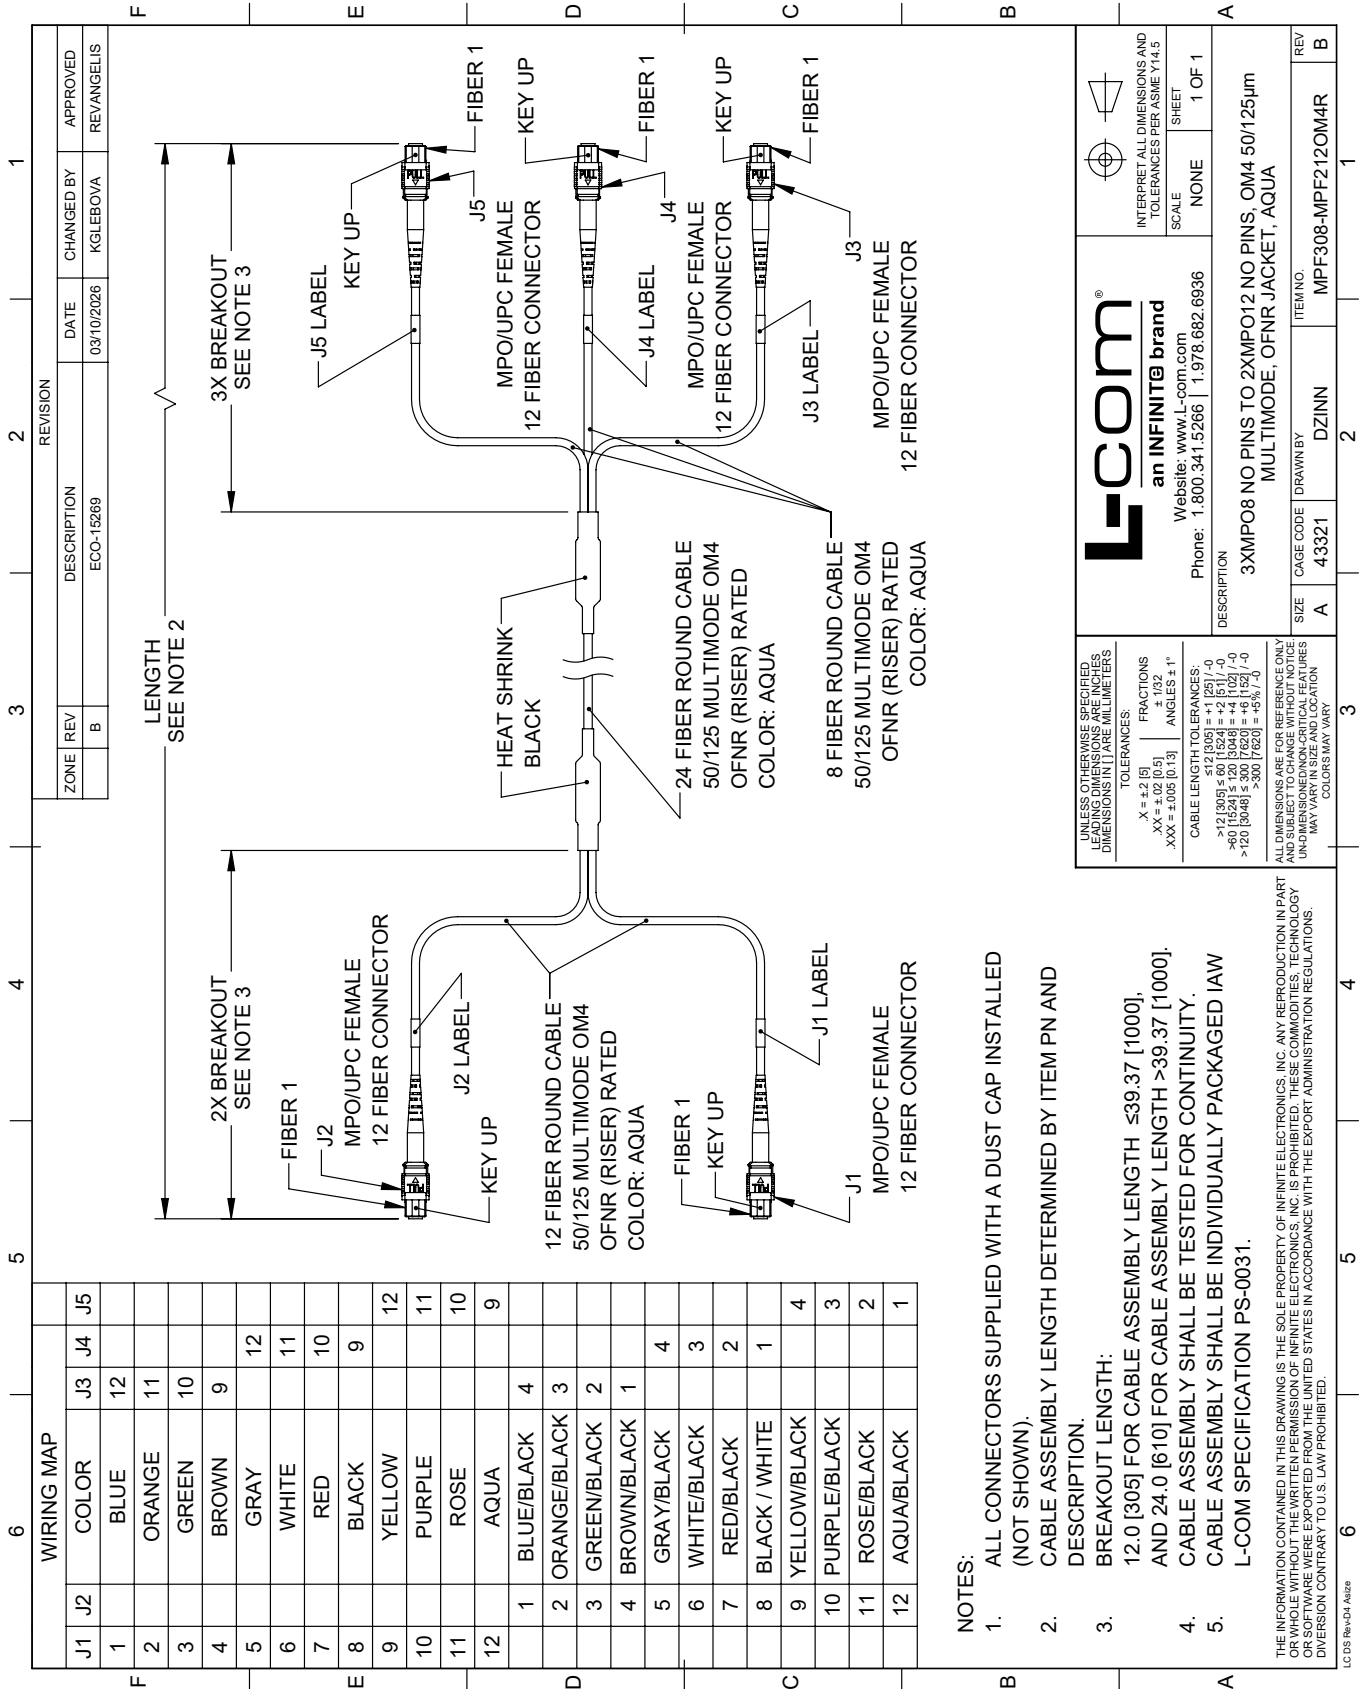 6 5 4 3 2 1
F E D C B A
REVISION
ZONE REV DESCRIPTION DATE CHANGED BY APPROVED
B ECO-15269 03/10/2026 KGLEBOVA REVANGELIS
WIRING MAP
J1 J2 COLOR J3 J4 J5
1 BLUE 12
2 ORANGE 11
3 GREEN 10
4 BROWN 9
5 GRAY 12
6 WHITE 11
7 RED 10
8 BLACK 9
9 YELLOW 12
10 PURPLE 11
11 ROSE 10
12 AQUA 9
1 BLUE/BLACK 4
2 ORANGE/BLACK 3
3 GREEN/BLACK 2
4 BROWN/BLACK 1
5 GRAY/BLACK 4
6 WHITE/BLACK 3
7 RED/BLACK 2
8 BLACK / WHITE 1
9 YELLOW/BLACK 4
10 PURPLE/BLACK 3
11 ROSE/BLACK 2
12 AQUA/BLACK 1
LENGTH
SEE NOTE 2
2X BREAKOUT
SEE NOTE 3
3X BREAKOUT
SEE NOTE 3
FIBER 1
J2
MPO/UPC FEMALE
12 FIBER CONNECTOR
PULL
KEY UP
J2 LABEL
12 FIBER ROUND CABLE
50/125 MULTIMODE OM4
OFNR (RISER) RATED
COLOR: AQUA
FIBER 1
KEY UP
PULL
J1 LABEL
J1
MPO/UPC FEMALE
12 FIBER CONNECTOR
HEAT SHRINK
BLACK
24 FIBER ROUND CABLE
50/125 MULTIMODE OM4
OFNR (RISER) RATED
COLOR: AQUA
8 FIBER ROUND CABLE
50/125 MULTIMODE OM4
OFNR (RISER) RATED
COLOR: AQUA
J5 LABEL
KEY UP
PULL
FIBER 1
J5
MPO/UPC FEMALE
12 FIBER CONNECTOR
KEY UP
PULL
FIBER 1
J4
J4 LABEL
MPO/UPC FEMALE
12 FIBER CONNECTOR
KEY UP
PULL
FIBER 1
J3 LABEL
J3
MPO/UPC FEMALE
12 FIBER CONNECTOR
NOTES:
1. ALL CONNECTORS SUPPLIED WITH A DUST CAP INSTALLED
(NOT SHOWN).
2. CABLE ASSEMBLY LENGTH DETERMINED BY ITEM PN AND
DESCRIPTION.
3. BREAKOUT LENGTH:
12.0 [305] FOR CABLE ASSEMBLY LENGTH ≤39.37 [1000],
AND 24.0 [610] FOR CABLE ASSEMBLY LENGTH >39.37 [1000].
4. CABLE ASSEMBLY SHALL BE TESTED FOR CONTINUITY.
5. CABLE ASSEMBLY SHALL BE INDIVIDUALLY PACKAGED IAW
L-COM SPECIFICATION PS-0031.
THE INFORMATION CONTAINED IN THIS DRAWING IS THE SOLE PROPERTY OF INFINITE ELECTRONICS, INC. ANY REPRODUCTION IN PART
OR WHOLE WITHOUT THE WRITTEN PERMISSION OF INFINITE ELECTRONICS, INC. IS PROHIBITED. THESE COMMODITIES, TECHNOLOGY
OR SOFTWARE WERE EXPORTED FROM THE UNITED STATES IN ACCORDANCE WITH THE EXPORT ADMINISTRATION REGULATIONS.
DIVERSION CONTRARY TO U.S. LAW PROHIBITED.
UNLESS OTHERWISE SPECIFIED
LEADING DIMENSIONS ARE INCHES
DIMENSIONS IN [ ] ARE MILLIMETERS
TOLERANCES:
.X = ±.2 [5] FRACTIONS
.XX = ±.02 [0.5] ± 1/32
.XXX = ±.005 [0.13] ANGLES ± 1°
CABLE LENGTH TOLERANCES:
≤12 [305] = +1 [25] / -0
>12 [305] ≤ 60 [1524] = +2 [51] / -0
>60 [1524] ≤ 120 [3048] = +4 [102] / -0
>120 [3048] ≤ 300 [7620] = +6 [152] / -0
>300 [7620] = +5% / -0
ALL DIMENSIONS ARE FOR REFERENCE ONLY
AND SUBJECT TO CHANGE WITHOUT NOTICE.
UN-DIMENSIONED/NON-CRITICAL FEATURES
MAY VARY IN SIZE AND LOCATION
COLORS MAY VARY
L-com®
an INFINIT@ brand
Website: www.L-com.com
Phone: 1.800.341.5266 | 1.978.682.6936
INTERPRET ALL DIMENSIONS AND
TOLERANCES PER ASME Y14.5
SCALE NONE
SHEET 1 OF 1
DESCRIPTION
3XMPO8 NO PINS TO 2XMPO12 NO PINS, OM4 50/125µm
MULTIMODE, OFNR JACKET, AQUA
SIZE A
CAGE CODE 43321
DRAWN BY DZINN
ITEM NO. MPF308-MPF212OM4R
REV B
6 5 4 3 2 1
F E D C B A
LC DS Rev-D4 Asize